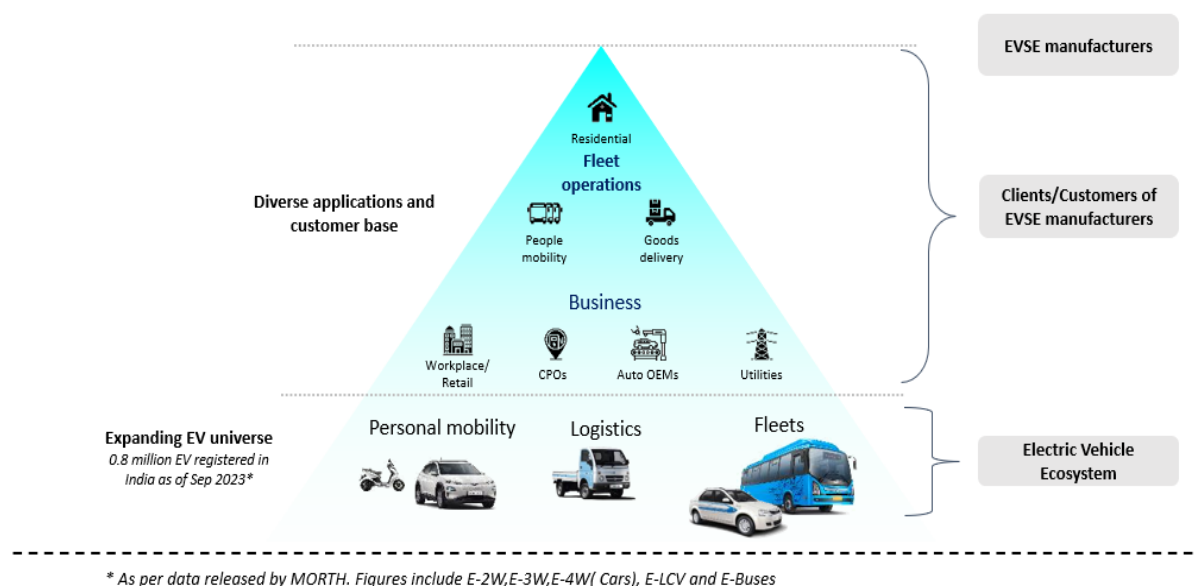 EVSE manufacturers
Residential
Fleet
operations
Diverse applications and
customer base
People
mobility
Goods
delivery
Clients/Customers of
EVSE manufacturers
Business
Workplace/
Retail
CPOs
Auto OEMs
Utilities
Expanding EV universe
0.8 million EV registered in
India as of Sep 2023*
Personal mobility
Logistics
Fleets
Electric Vehicle
Ecosystem
* As per data released by MORTH. Figures include E-2W,E-3W,E-4W( Cars), E-LCV and E-Buses